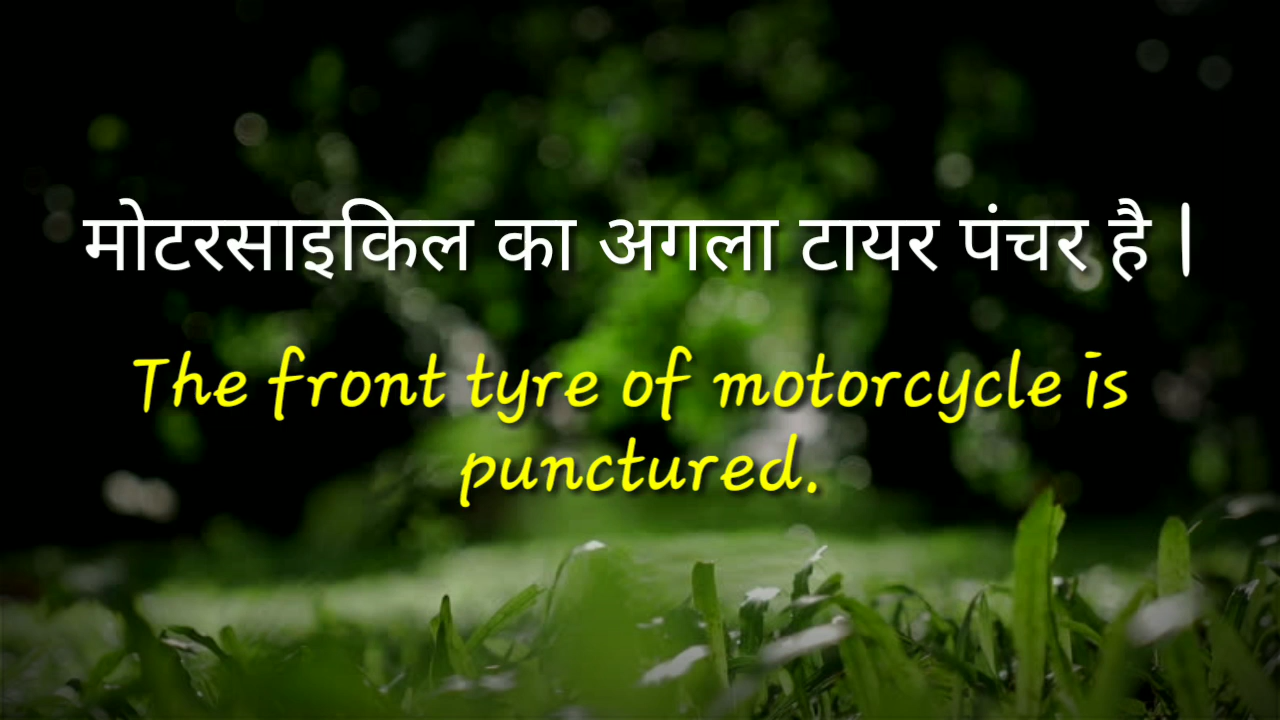 मोटरसाइकिल का अगला टायर पंचर है |
The front tyre of motorcycle is
punctured.